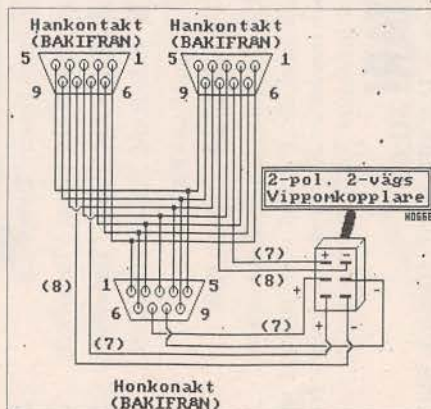 Hankontakt
(BAKIFRÅN)
Hankontakt
(BAKIFRÅN)
5 1
9 6
5 1
9 6
2-pol. 2-vägs
Vippomkopplare
(7)
+ -
(8)
(8)
1 5
+ -
6 9
(7)
+ -
(7)
Honkonakt
(BAKIFRÅN)